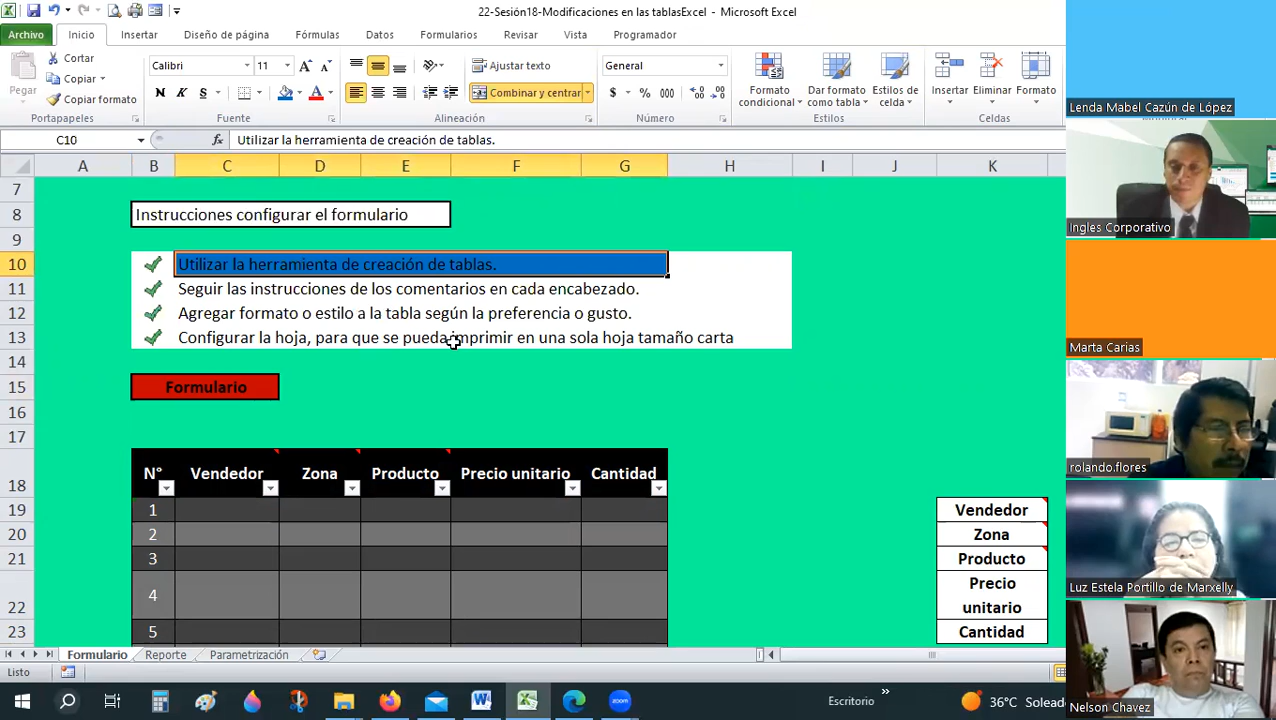 22-Sesión18-Modificaciones en las tablasExcel - Microsoft Excel
Archivo Inicio Insertar Diseño de página Fórmulas Datos Formularios Revisar Vista Programador
Pegar
Cortar
Copiar
Copiar formato
Portapapeles
Calibri 11
N K S
Fuente
Ajustar texto
Combinar y centrar
Alineación
General
$ % 000
Número
Formato condicional
Dar formato como tabla
Estilos de celda
Estilos
Insertar Eliminar Formato
Celdas
C10 fx Utilizar la herramienta de creación de tablas.
A B C D E F G H I J K
7
8 Instrucciones configurar el formulario
9
10 Utilizar la herramienta de creación de tablas.
11 Seguir las instrucciones de los comentarios en cada encabezado.
12 Agregar formato o estilo a la tabla según la preferencia o gusto.
13 Configurar la hoja, para que se pueda imprimir en una sola hoja tamaño carta
14
15 Formulario
16
17
18 N° Vendedor Zona Producto Precio unitario Cantidad
19 1 Vendedor
20 2 Zona
21 3 Producto
22 4 Precio unitario
23 5 Cantidad
Formulario Reporte Parametrización
Listo
Escritorio » 36°C Soleado
Lenda Mabel Cazún de López
Ingles Corporativo
Marta Carias
rolando.flores
Luz Estela Portillo de Marxelly
Nelson Chavez
zoom